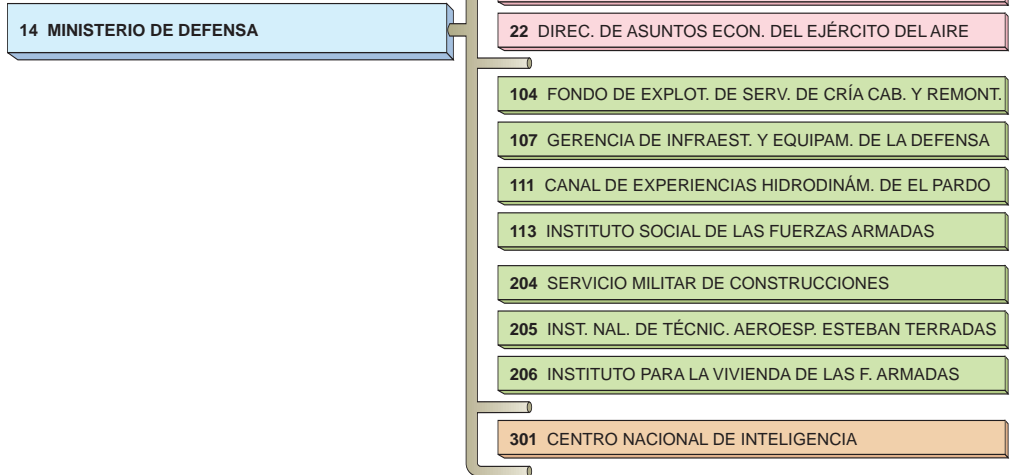 14 MINISTERIO DE DEFENSA
22 DIREC. DE ASUNTOS ECON. DEL EJÉRCITO DEL AIRE
104 FONDO DE EXPLOT. DE SERV. DE CRÍA CAB. Y REMONT.
107 GERENCIA DE INFRAEST. Y EQUIPAM. DE LA DEFENSA
111 CANAL DE EXPERIENCIAS HIDRODINÁM. DE EL PARDO
113 INSTITUTO SOCIAL DE LAS FUERZAS ARMADAS
204 SERVICIO MILITAR DE CONSTRUCCIONES
205 INST. NAL. DE TÉCNIC. AEROESP. ESTEBAN TERRADAS
206 INSTITUTO PARA LA VIVIENDA DE LAS F. ARMADAS
301 CENTRO NACIONAL DE INTELIGENCIA